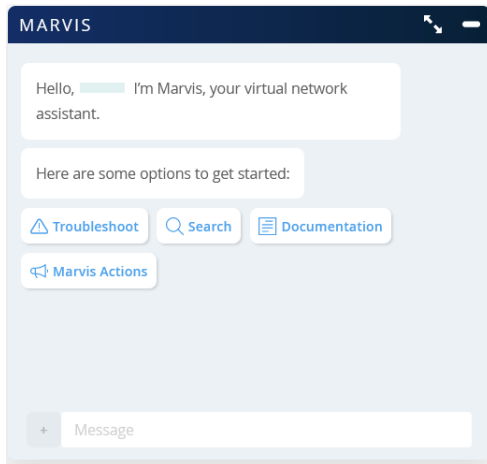 MARVIS
Hello, I'm Marvis, your virtual network
assistant.
Here are some options to get started:
Troubleshoot Search Documentation
Marvis Actions
+ Message